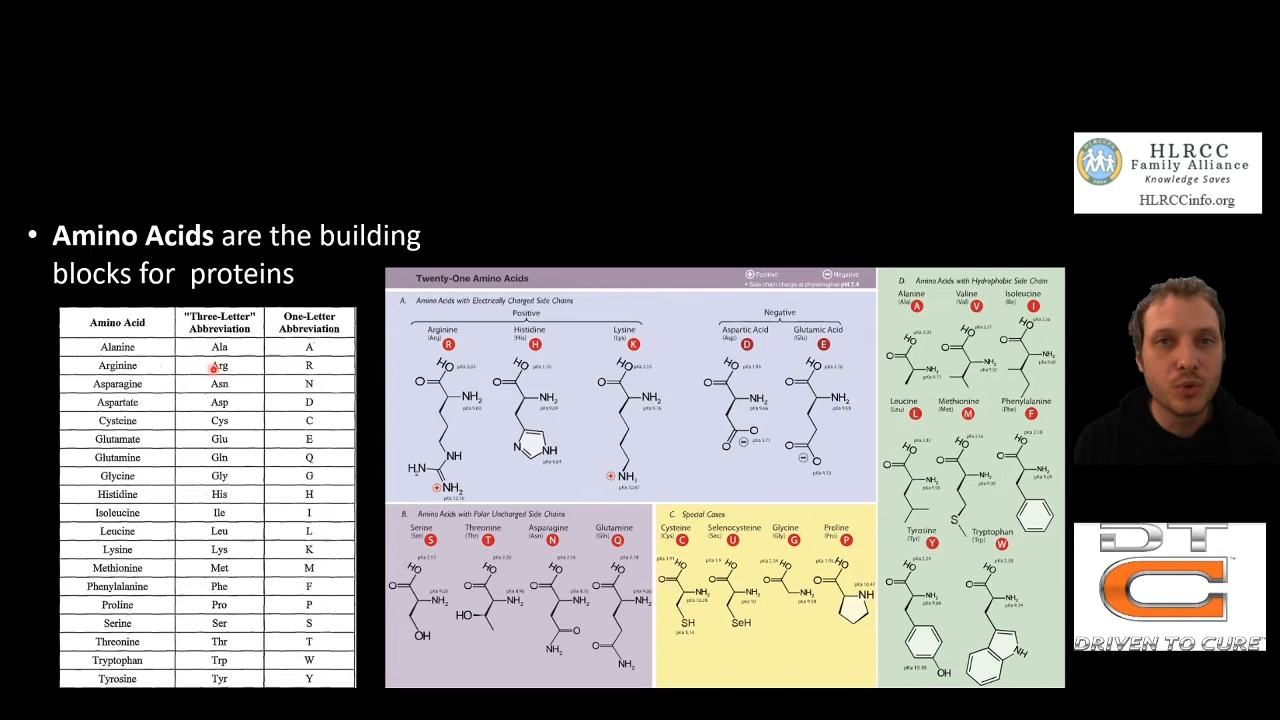 • Amino Acids are the building
blocks for proteins
Amino Acid "Three-Letter" Abbreviation One-Letter Abbreviation
Alanine Ala A
Arginine Arg R
Asparagine Asn N
Aspartate Asp D
Cysteine Cys C
Glutamate Glu E
Glutamine Gln Q
Glycine Gly G
Histidine His H
Isoleucine Ile I
Leucine Leu L
Lysine Lys K
Methionine Met M
Phenylalanine Phe F
Proline Pro P
Serine Ser S
Threonine Thr T
Tryptophan Trp W
Tyrosine Tyr Y
Twenty-One Amino Acids
+ Positive − Negative
• Side chain charge at physiological pH 7.4
A. Amino Acids with Electrically Charged Side Chains
Positive Negative
Arginine Histidine Lysine Aspartic Acid Glutamic Acid
(Arg) R (His) H (Lys) K (Asp) D (Glu) E
B. Amino Acids with Polar Uncharged Side Chains
Serine Threonine Asparagine Glutamine
(Ser) S (Thr) T (Asn) N (Gln) Q
C. Special Cases
Cysteine Selenocysteine Glycine Proline
(Cys) C (Sec) U (Gly) G (Pro) P
D. Amino Acids with Hydrophobic Side Chain
Alanine Valine Isoleucine
(Ala) A (Val) V (Ile) I
Leucine Methionine Phenylalanine
(Leu) L (Met) M (Phe) F
Tyrosine Tryptophan
(Tyr) Y (Trp) W
HLRCC
Family Alliance
Knowledge Saves
HLRCCinfo.org
DTC
DRIVEN TO CURE